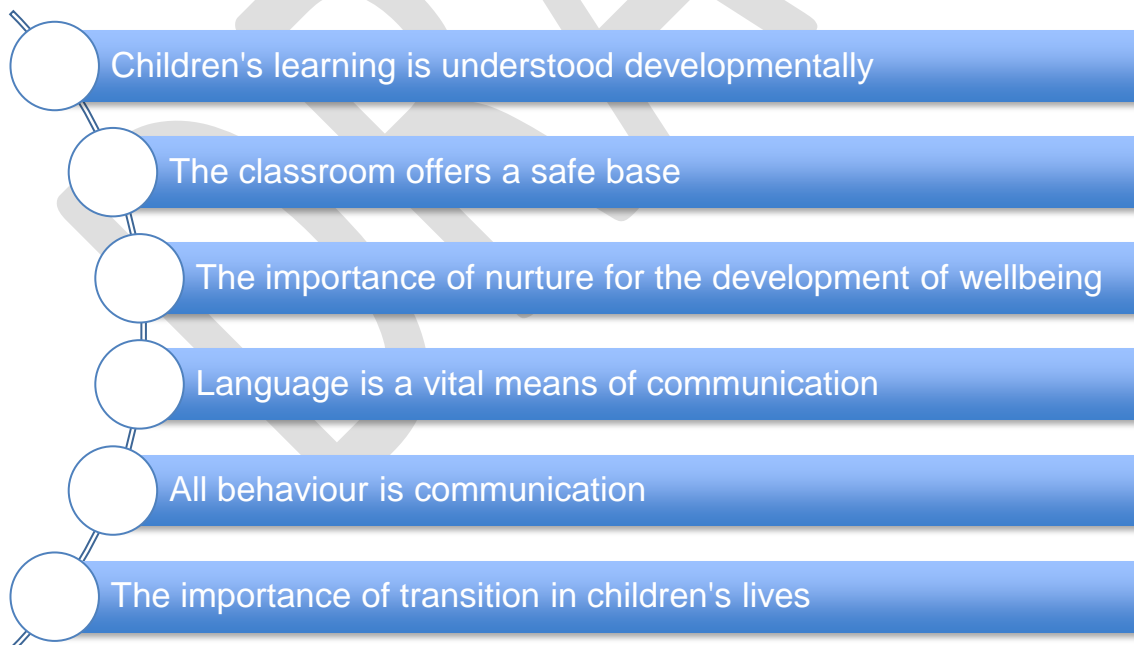 Children's learning is understood developmentally
The classroom offers a safe base
The importance of nurture for the development of wellbeing
Language is a vital means of communication
All behaviour is communication
The importance of transition in children's lives